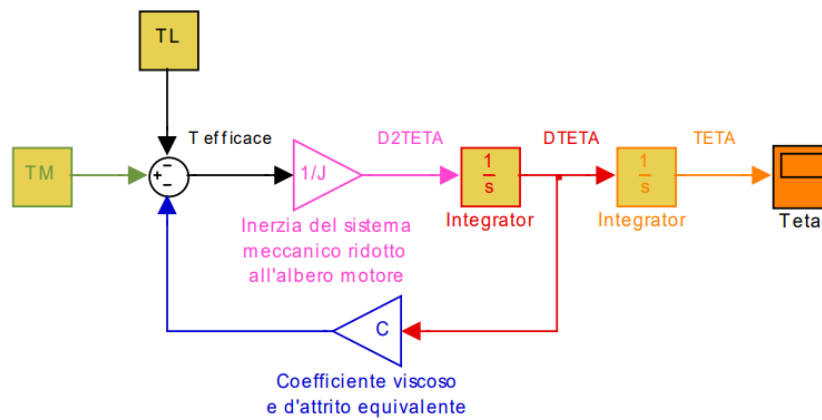 TL
T efficace
D2TETA
DTETA
TETA
TM
+
−
−
1/J
1
s
1
s
Inerzia del sistema
meccanico ridotto
all'albero motore
Integrator
Integrator
Teta
C
Coefficiente viscoso
e d'attrito equivalente